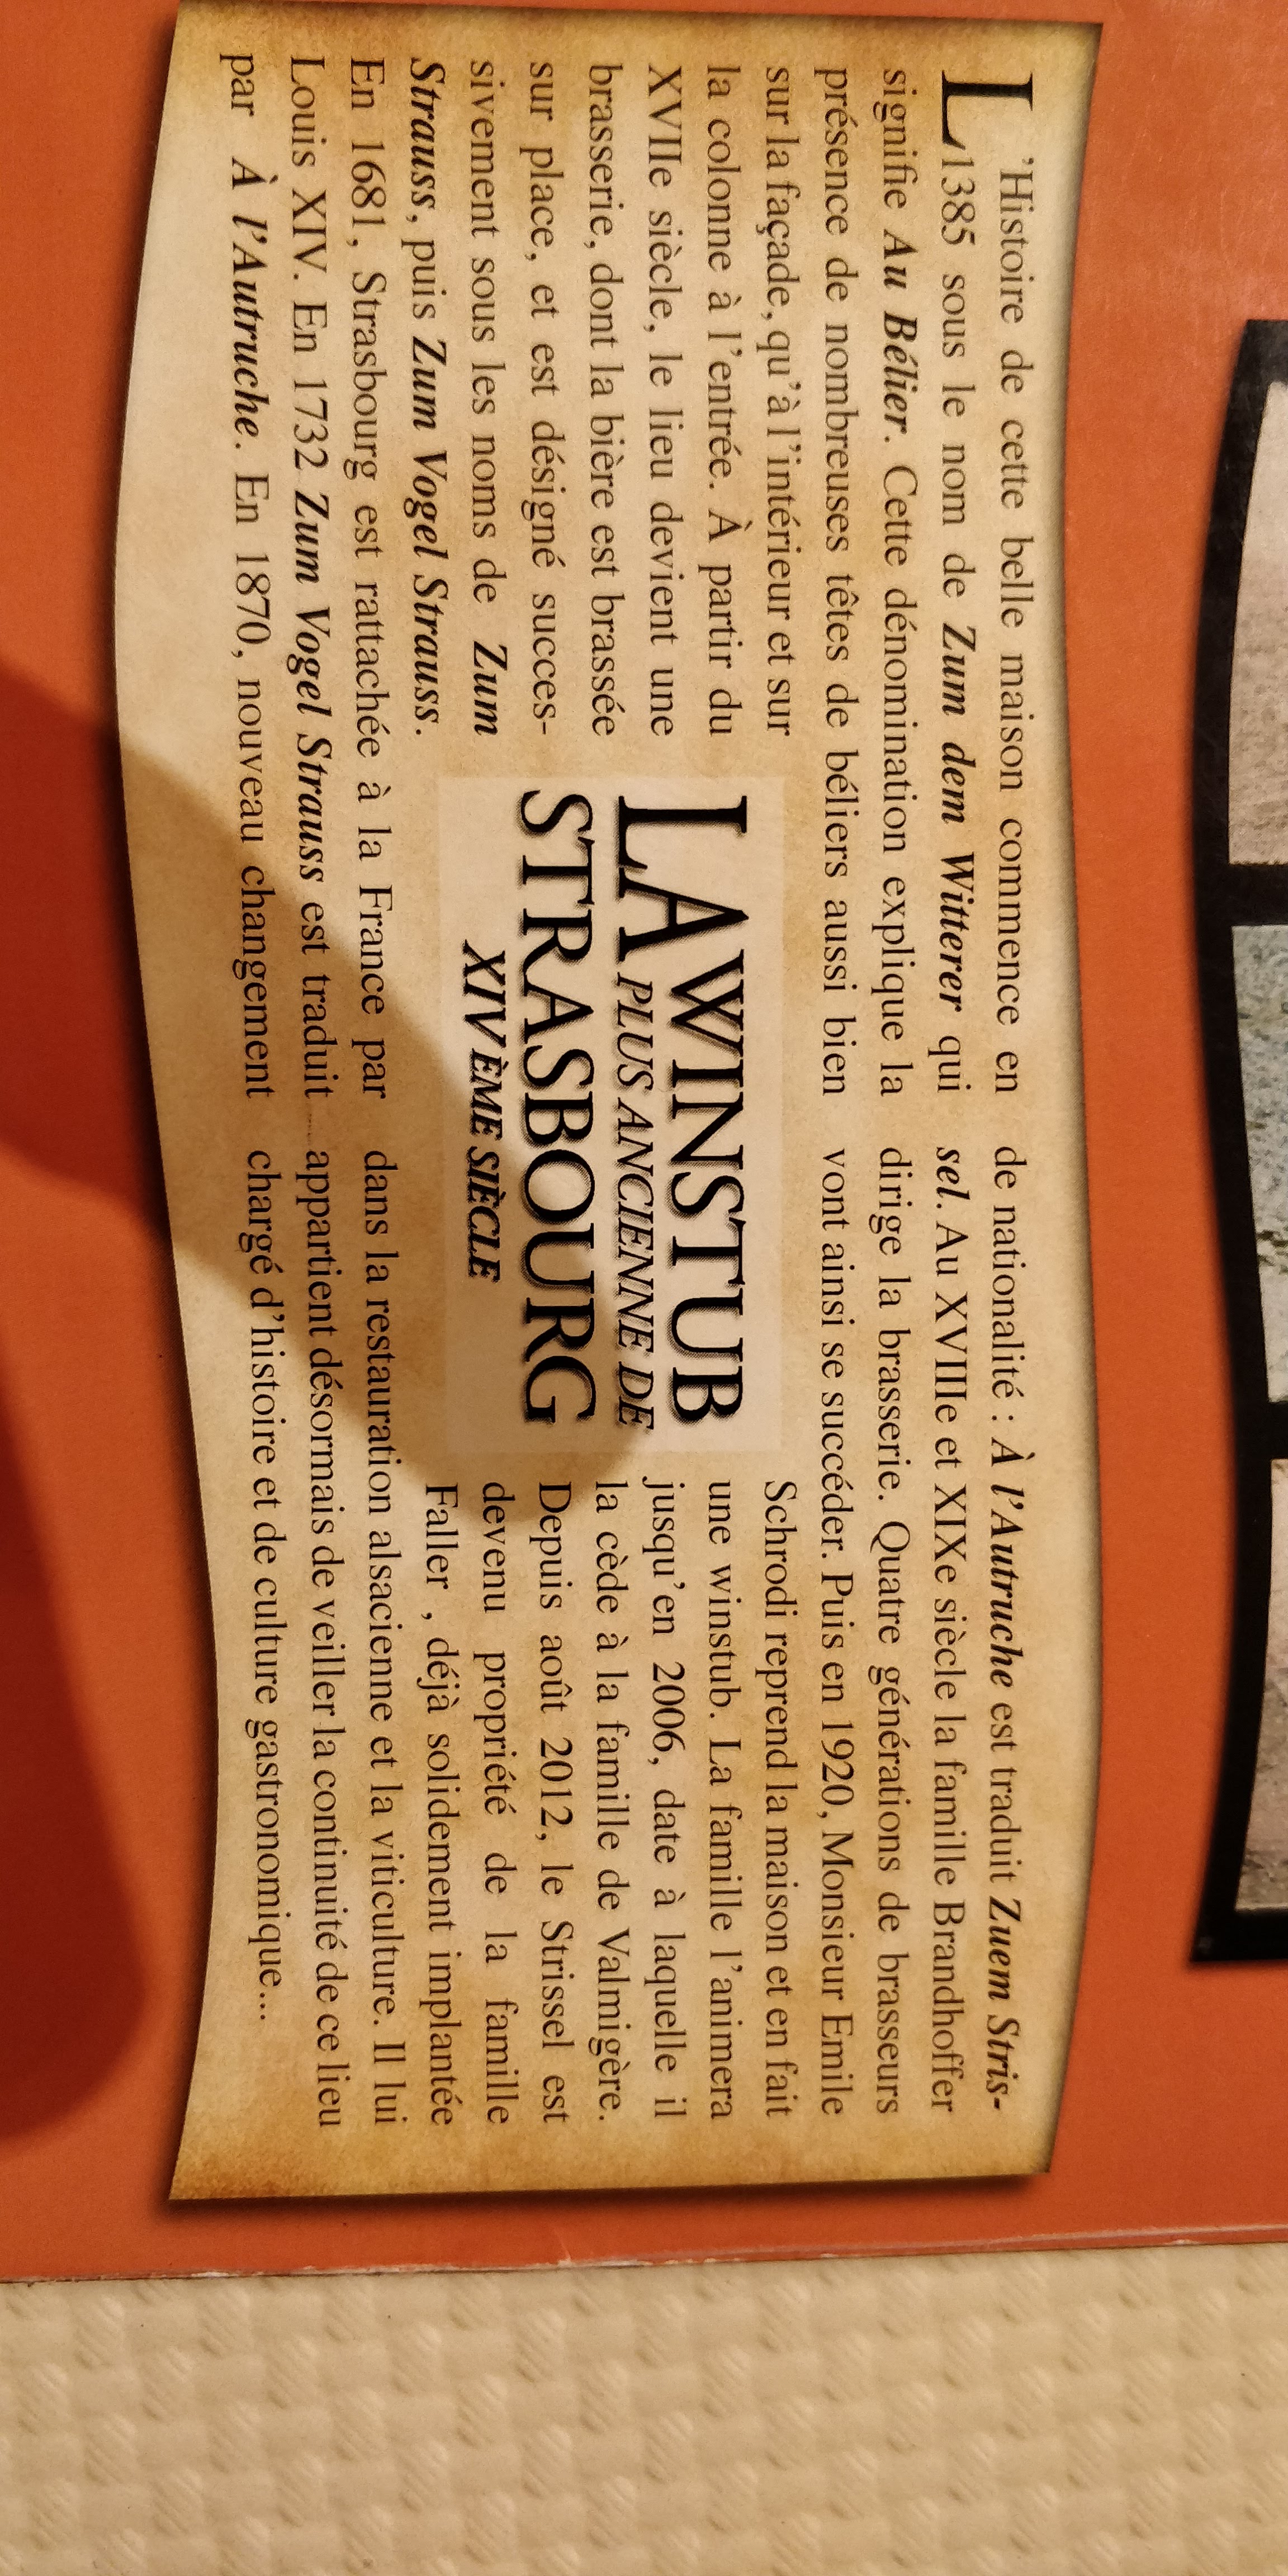 L'Histoire de cette belle maison commence en
1385 sous le nom de Zum dem Witterer qui
signifie Au Bélier. Cette dénomination explique la
présence de nombreuses têtes de béliers aussi bien
sur la façade, qu'à l'intérieur et sur
la colonne à l'entrée. À partir du
XVIIe siècle, le lieu devient une
brasserie, dont la bière est brassée
sur place, et est désigné succes-
sivement sous les noms de Zum
Strauss, puis Zum Vogel Strauss.
En 1681, Strasbourg est rattachée à la France par
Louis XIV. En 1732 Zum Vogel Strauss est traduit
par À l'Autruche. En 1870, nouveau changement
LA WINSTUB
PLUS ANCIENNE DE
STRASBOURG
XIVÈME SIÈCLE
de nationalité : À l'Autruche est traduit Zuem Stris-
sel. Au XVIIIe et XIXe siècle la famille Brandhoffer
dirige la brasserie. Quatre générations de brasseurs
vont ainsi se succéder. Puis en 1920, Monsieur Emile
Schrodi reprend la maison et en fait
une winstub. La famille l'animera
jusqu'en 2006, date à laquelle il
la cède à la famille de Valmigère.
Depuis août 2012, le Strissel est
devenu propriété de la famille
Faller , déjà solidement implantée
dans la restauration alsacienne et la viticulture. Il lui
appartient désormais de veiller la continuité de ce lieu
chargé d'histoire et de culture gastronomique...